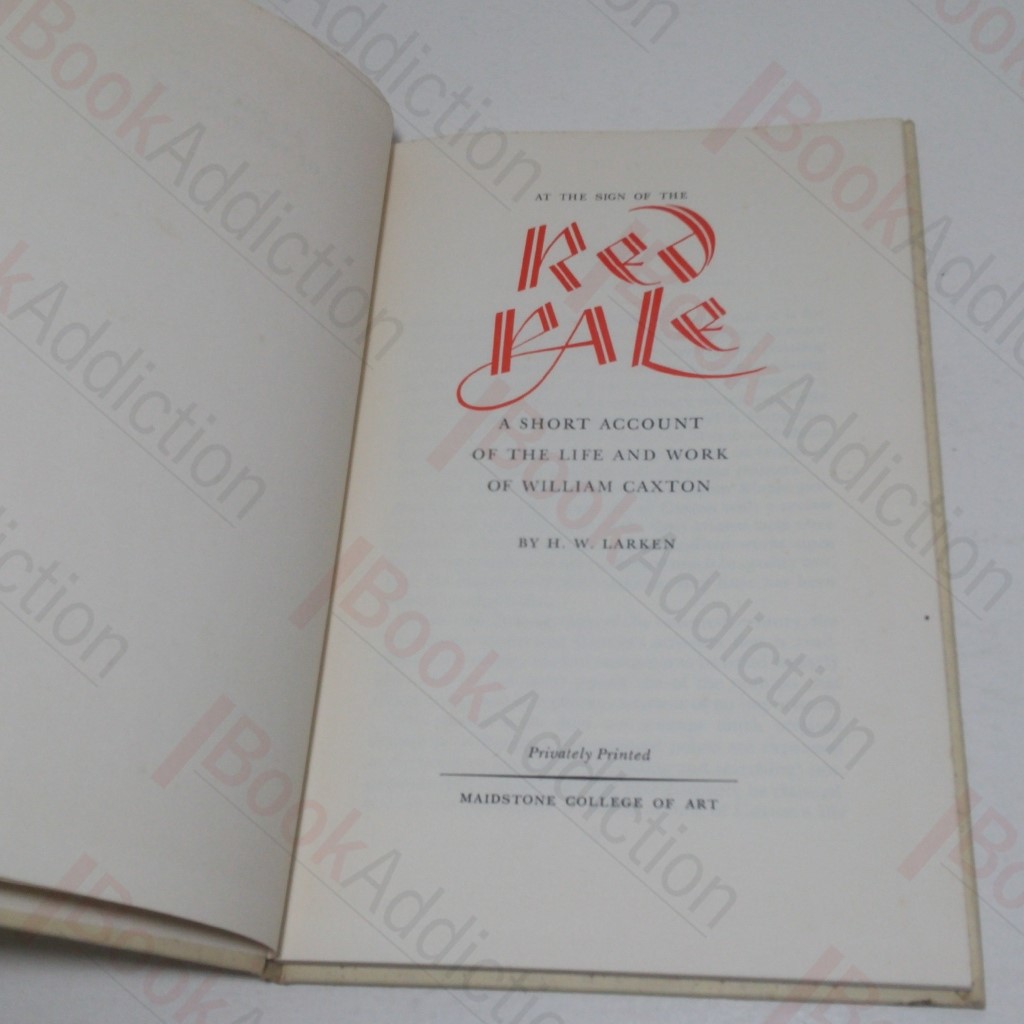 AT THE SIGN OF THE
RED
PALE
A SHORT ACCOUNT
OF THE LIFE AND WORK
OF WILLIAM CAXTON
BY H. W. LARKEN
Privately Printed
MAIDSTONE COLLEGE OF ART
BookAddiction